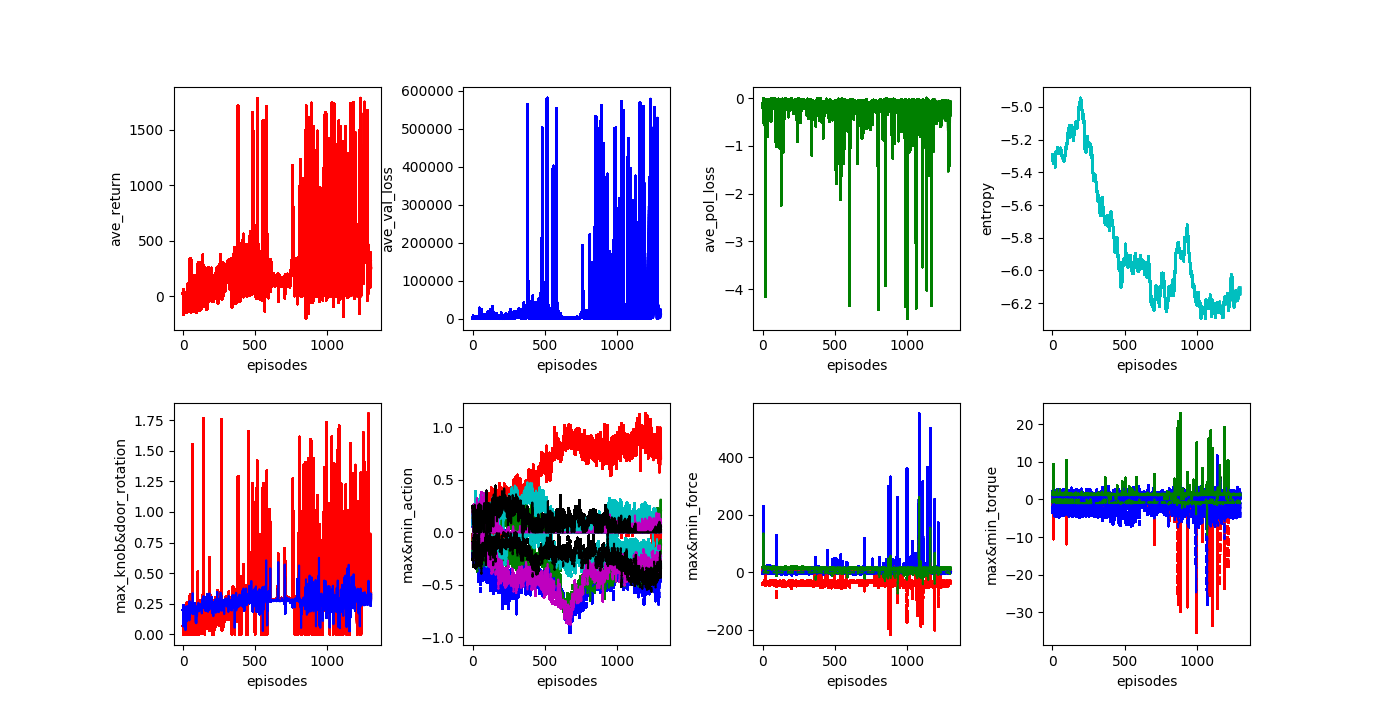 ave_return
1500
1000
500
0
0 500 1000
episodes
ave_val_loss
600000
500000
400000
300000
200000
100000
0
0 500 1000
episodes
ave_pol_loss
0
−1
−2
−3
−4
0 500 1000
episodes
entropy
−5.0
−5.2
−5.4
−5.6
−5.8
−6.0
−6.2
0 500 1000
episodes
max_knob&door_rotation
1.75
1.50
1.25
1.00
0.75
0.50
0.25
0.00
0 500 1000
episodes
max&min_action
1.0
0.5
0.0
−0.5
−1.0
0 500 1000
episodes
max&min_force
400
200
0
−200
0 500 1000
episodes
max&min_torque
20
10
0
−10
−20
−30
0 500 1000
episodes